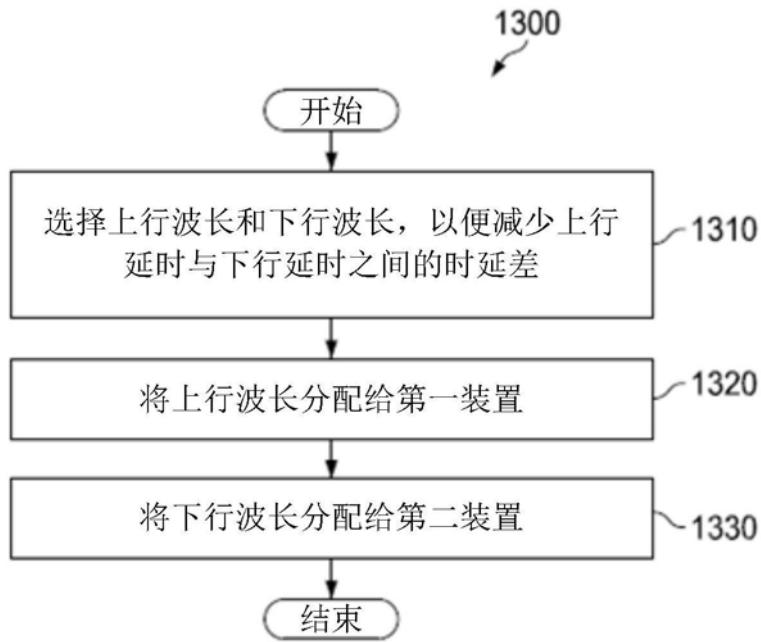 1300
开始
选择上行波长和下行波长，以便减少上行
延时与下行延时之间的时延差
1310
将上行波长分配给第一装置
1320
将下行波长分配给第二装置
1330
结束